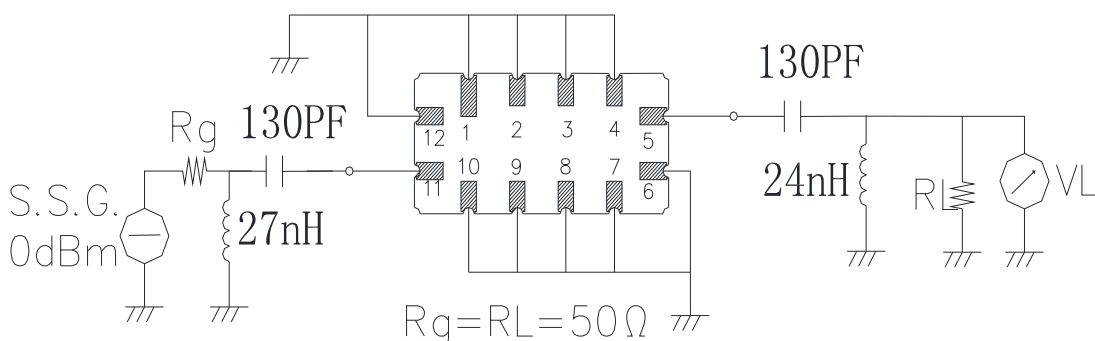 130PF
Rg 130PF
12 1 2 3 4 5
11 10 9 8 7 6
S.S.G.
0dBm
27nH
24nH
RL
VL
Rg=RL=50Ω